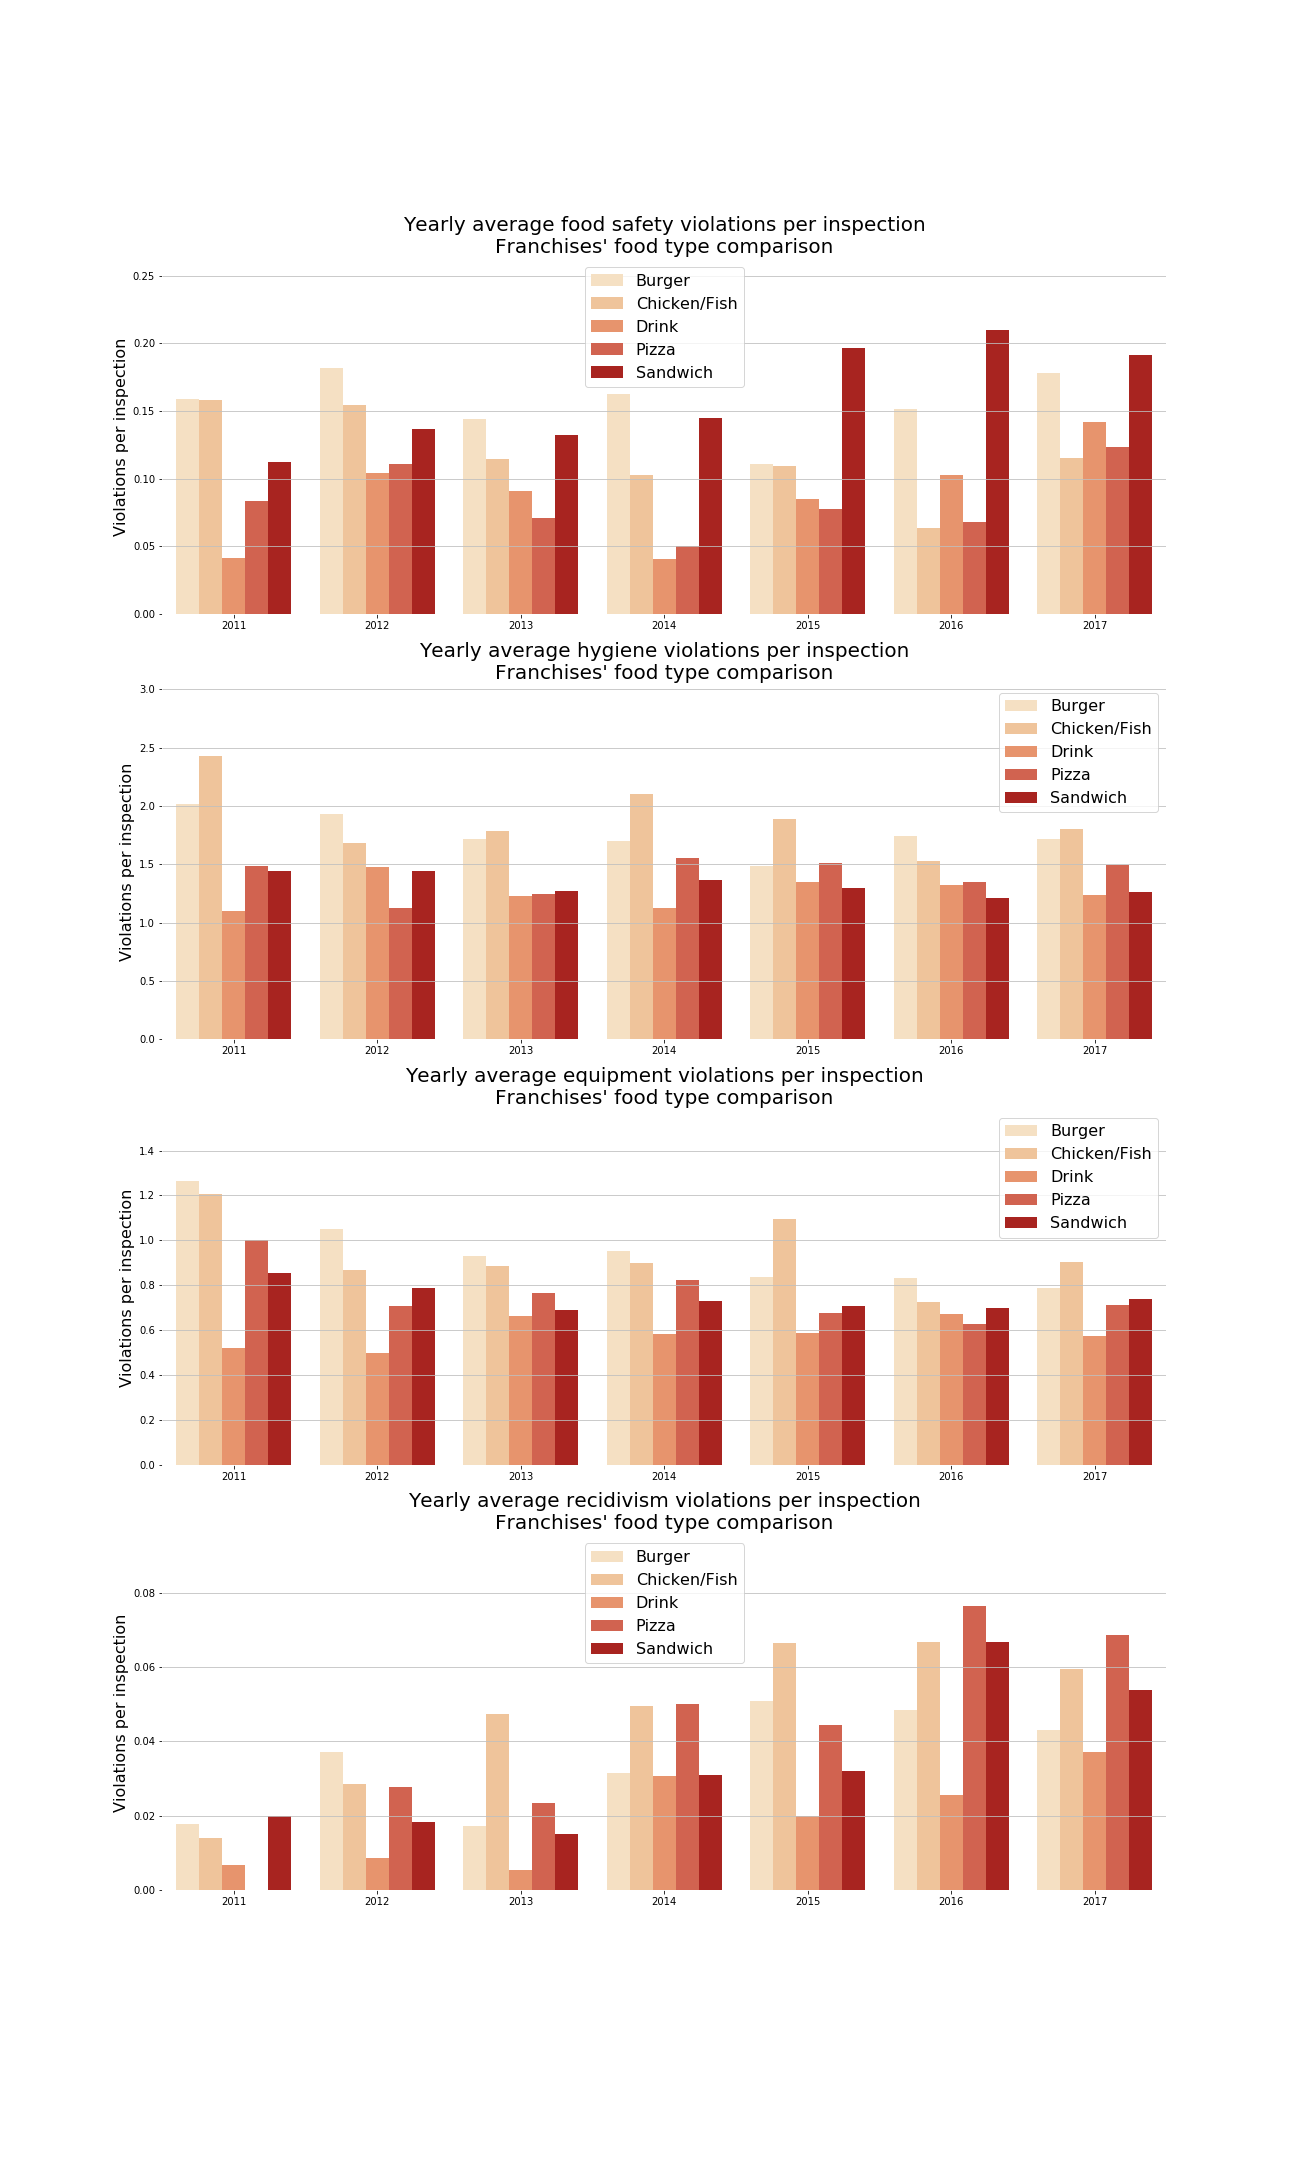 Yearly average food safety violations per inspection
Franchises' food type comparison
Violations per inspection
0.25
0.20
0.15
0.10
0.05
0.00
Burger
Chicken/Fish
Drink
Pizza
Sandwich
2011 2012 2013 2014 2015 2016 2017
Yearly average hygiene violations per inspection
Franchises' food type comparison
Violations per inspection
3.0
2.5
2.0
1.5
1.0
0.5
0.0
Burger
Chicken/Fish
Drink
Pizza
Sandwich
2011 2012 2013 2014 2015 2016 2017
Yearly average equipment violations per inspection
Franchises' food type comparison
Violations per inspection
1.4
1.2
1.0
0.8
0.6
0.4
0.2
0.0
Burger
Chicken/Fish
Drink
Pizza
Sandwich
2011 2012 2013 2014 2015 2016 2017
Yearly average recidivism violations per inspection
Franchises' food type comparison
Violations per inspection
0.08
0.06
0.04
0.02
0.00
Burger
Chicken/Fish
Drink
Pizza
Sandwich
2011 2012 2013 2014 2015 2016 2017